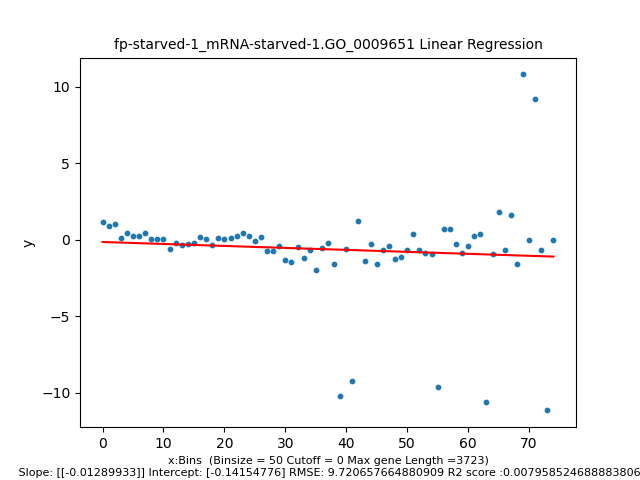 fp-starved-1_mRNA-starved-1.GO_0009651 Linear Regression
10
5
0
−5
−10
y
0 10 20 30 40 50 60 70
x:Bins (Binsize = 50 Cutoff = 0 Max gene Length =3723)
Slope: [[-0.01289933]] Intercept: [-0.14154776] RMSE: 9.720657664880909 R2 score :0.007958524688883806